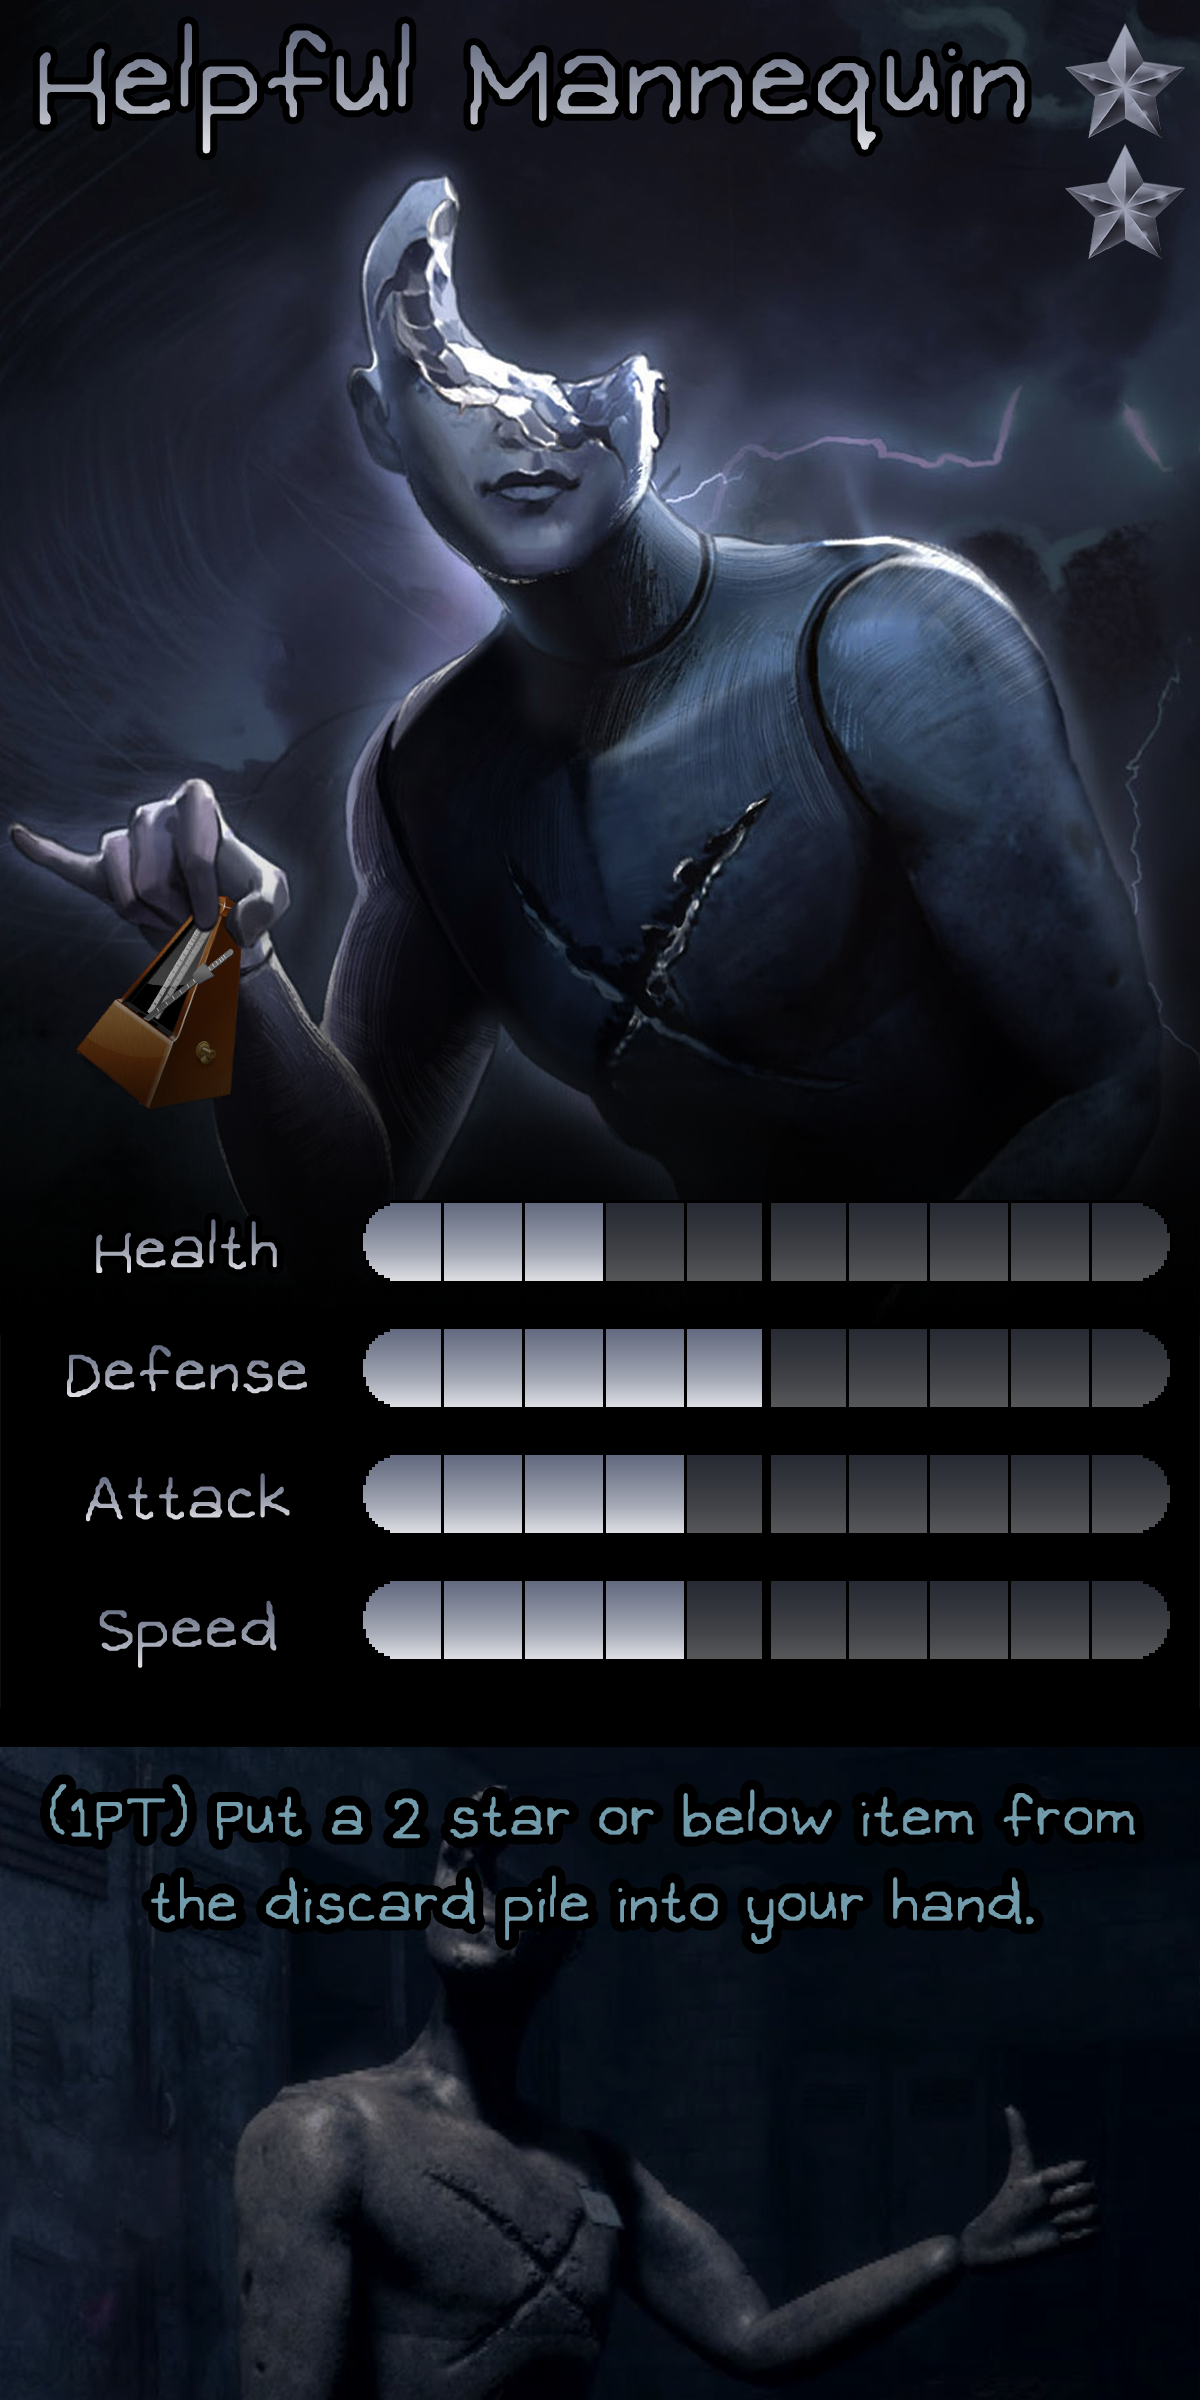 Helpful Mannequin
Health
Defense
Attack
Speed
(1PT) Put a 2 star or below item from
the discard pile into your hand.